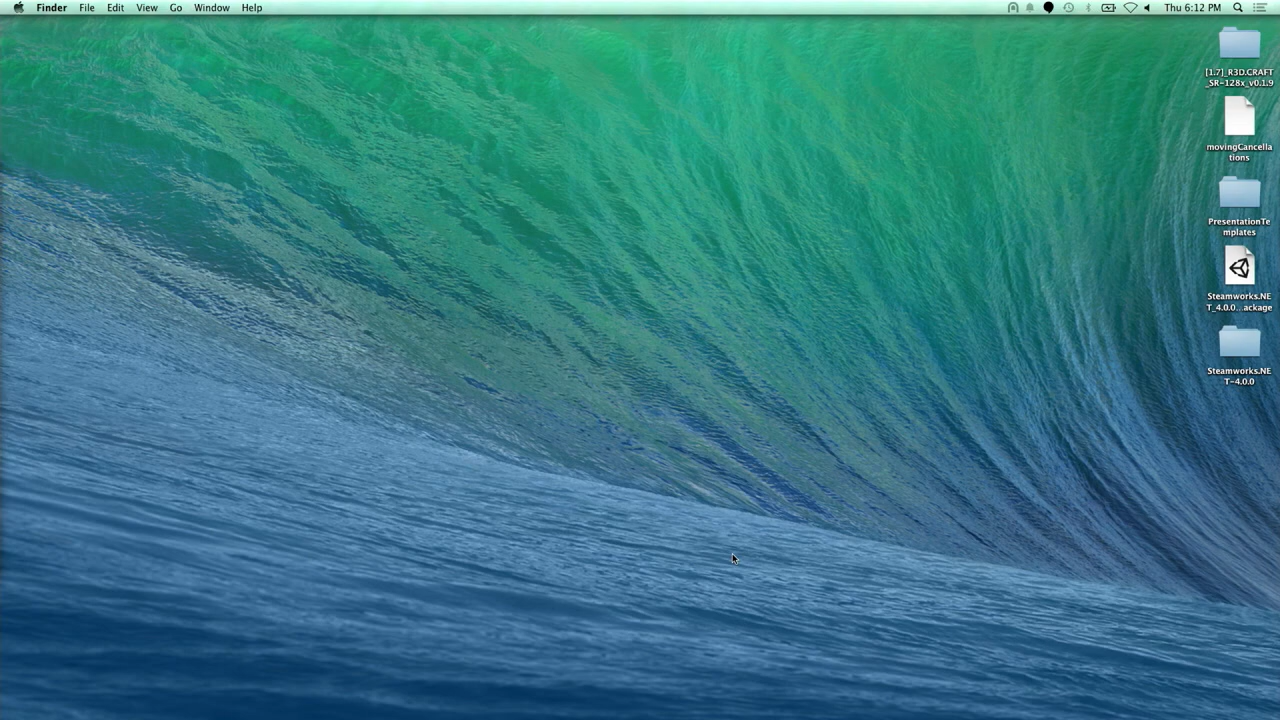 Finder File Edit View Go Window Help Thu 6:12 PM
[1.7]_R3D.CRAFT
_SR-128x_v0.1.9
movingCancella
tions
PresentationTe
mplates
Steamworks.NE
T_4.0.0...ackage
Steamworks.NE
T-4.0.0